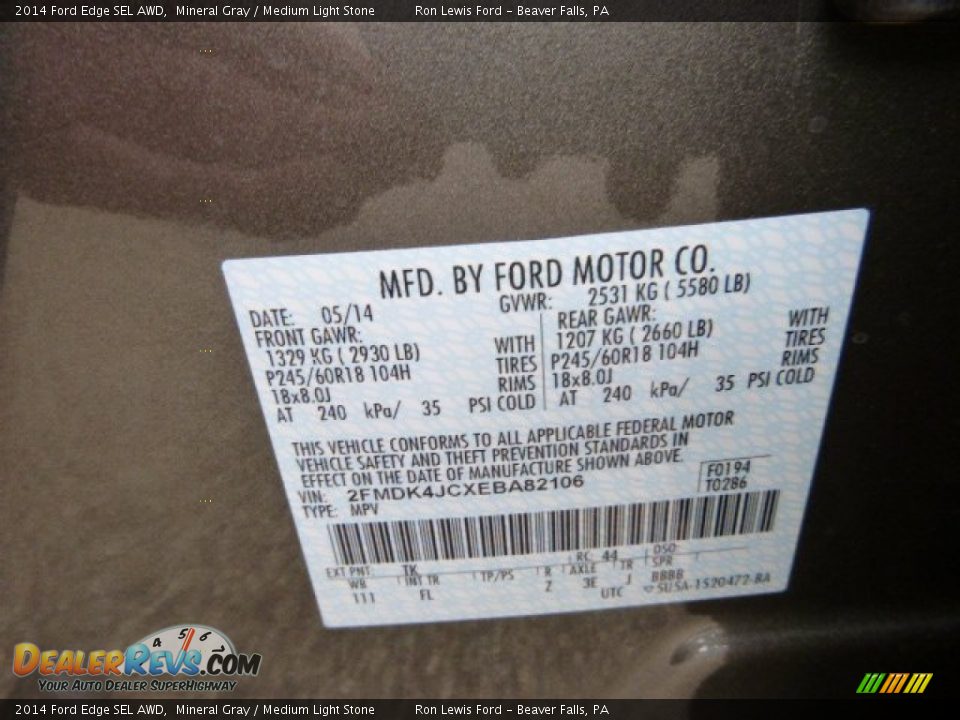 2014 Ford Edge SEL AWD, Mineral Gray / Medium Light Stone Ron Lewis Ford - Beaver Falls, PA
MFD. BY FORD MOTOR CO.
DATE: 05/14 GVWR: 2531 KG ( 5580 LB)
FRONT GAWR: REAR GAWR:
1329 KG ( 2930 LB) WITH 1207 KG ( 2660 LB) WITH
P245/60R18 104H TIRES P245/60R18 104H TIRES
18x8.0J RIMS 18x8.0J RIMS
AT 240 kPa/ 35 PSI COLD AT 240 kPa/ 35 PSI COLD
THIS VEHICLE CONFORMS TO ALL APPLICABLE FEDERAL MOTOR
VEHICLE SAFETY AND THEFT PREVENTION STANDARDS IN
EFFECT ON THE DATE OF MANUFACTURE SHOWN ABOVE.
VIN: 2FMDK4JCXEBA82106 F0194
TYPE: MPV T0286
EXT PNT: TK RC: 44 DSO:
WB INT TR TP/PS R AXLE TR SPR
111 FL Z 3E J BBBB
UTC 5U5A-1520472-BA
4 5 6
DEALERREVS.COM
YOUR AUTO DEALER SUPERHIGHWAY
2014 Ford Edge SEL AWD, Mineral Gray / Medium Light Stone Ron Lewis Ford - Beaver Falls, PA